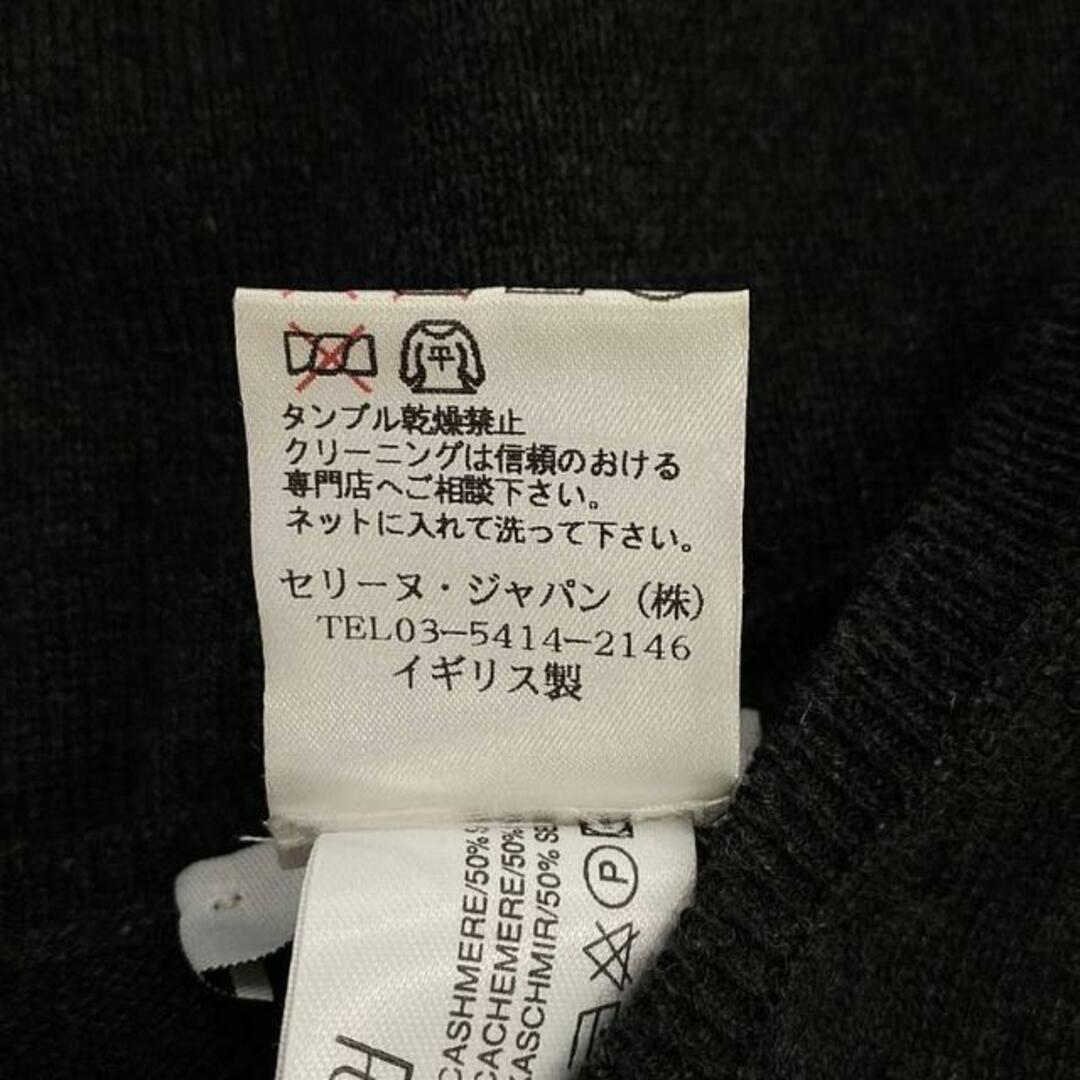 平
タンブル乾燥禁止
クリーニングは信頼のおける
専門店へご相談下さい。
ネットに入れて洗って下さい。
セリーヌ・ジャパン（株）
TEL03−5414−2146
イギリス製
CASHMERE/50%
CACHEMERE/50%
KASCHMIR/50% SE
P